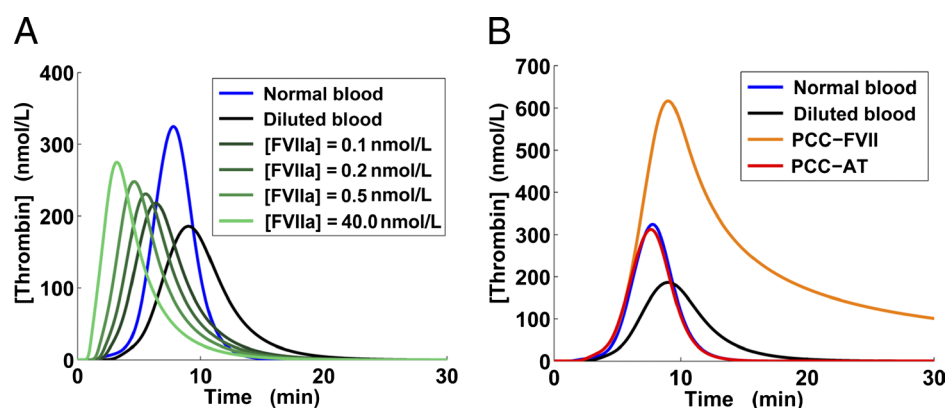 A
[Thrombin] (nmol/L)
400
300
200
100
0
0
10
20
30
Time (min)
Normal blood
Diluted blood
[FVIIa] = 0.1 nmol/L
[FVIIa] = 0.2 nmol/L
[FVIIa] = 0.5 nmol/L
[FVIIa] = 40.0 nmol/L
B
[Thrombin] (nmol/L)
700
600
500
400
300
200
100
0
0
10
20
30
Time (min)
Normal blood
Diluted blood
PCC−FVII
PCC−AT